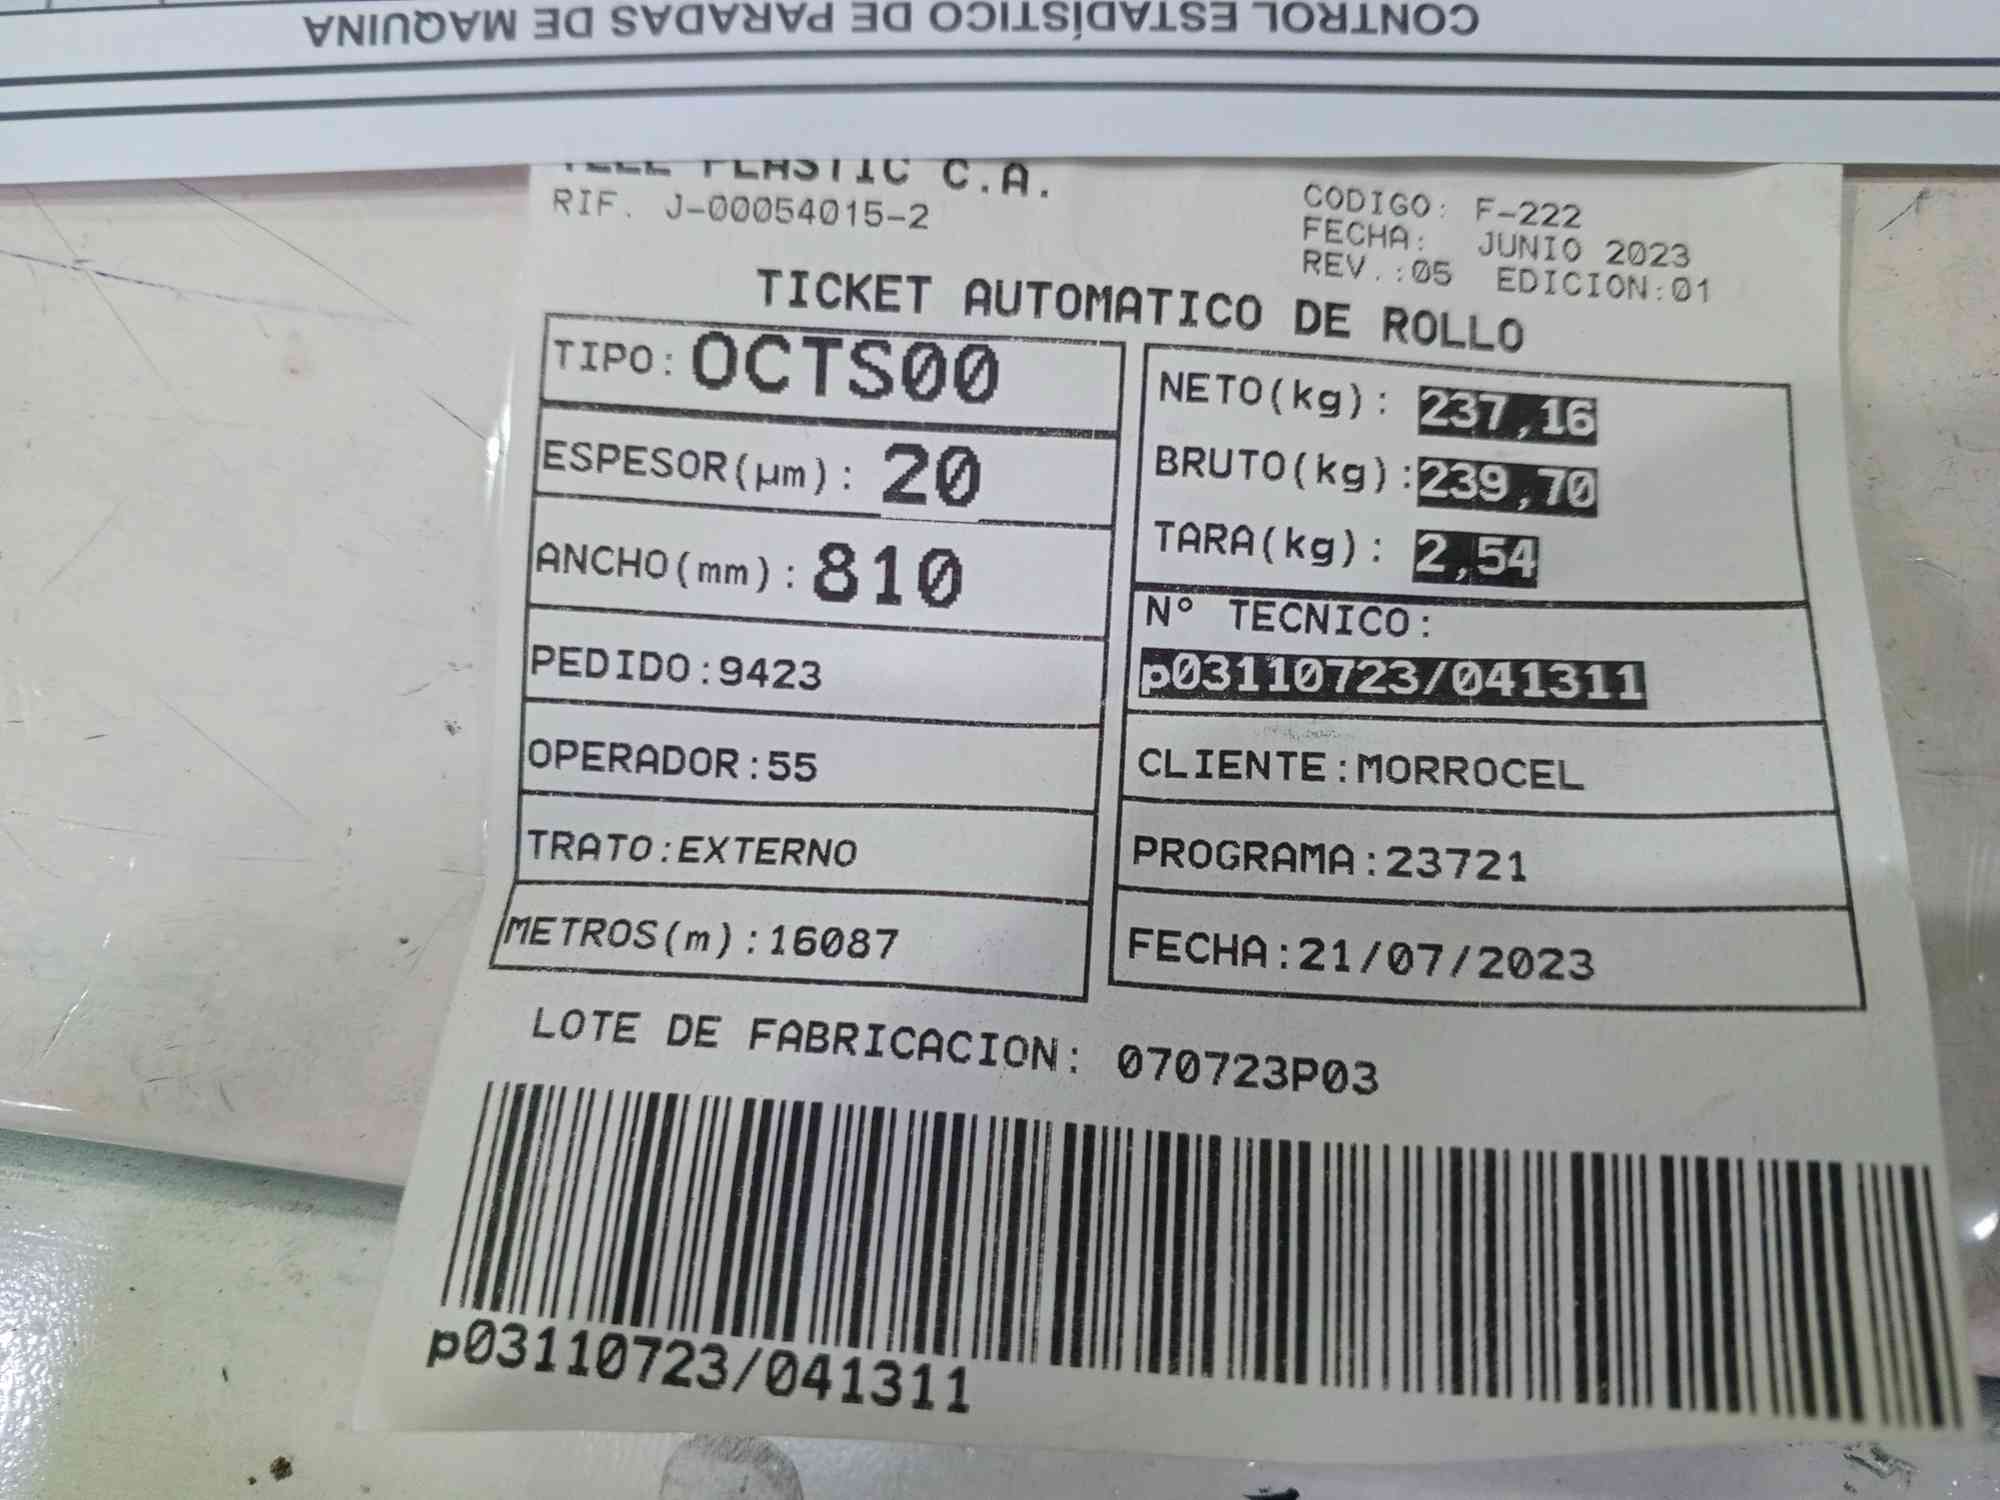 CONTROL ESTADÍSTICO DE PARADAS DE MAQUINA
PLASTIC C.A.
RIF. J-00054015-2
CODIGO: F-222
FECHA: JUNIO 2023
REV.:05 EDICION:01
TICKET AUTOMATICO DE ROLLO
TIPO: OCTS00
ESPESOR(µm): 20
ANCHO(mm): 810
PEDIDO:9423
OPERADOR:55
TRATO:EXTERNO
METROS(m):16087
NETO(kg): 237,16
BRUTO(kg):239,70
TARA(kg): 2,54
N° TECNICO:
p03110723/041311
CLIENTE:MORROCEL
PROGRAMA:23721
FECHA:21/07/2023
LOTE DE FABRICACION: 070723P03
p03110723/041311